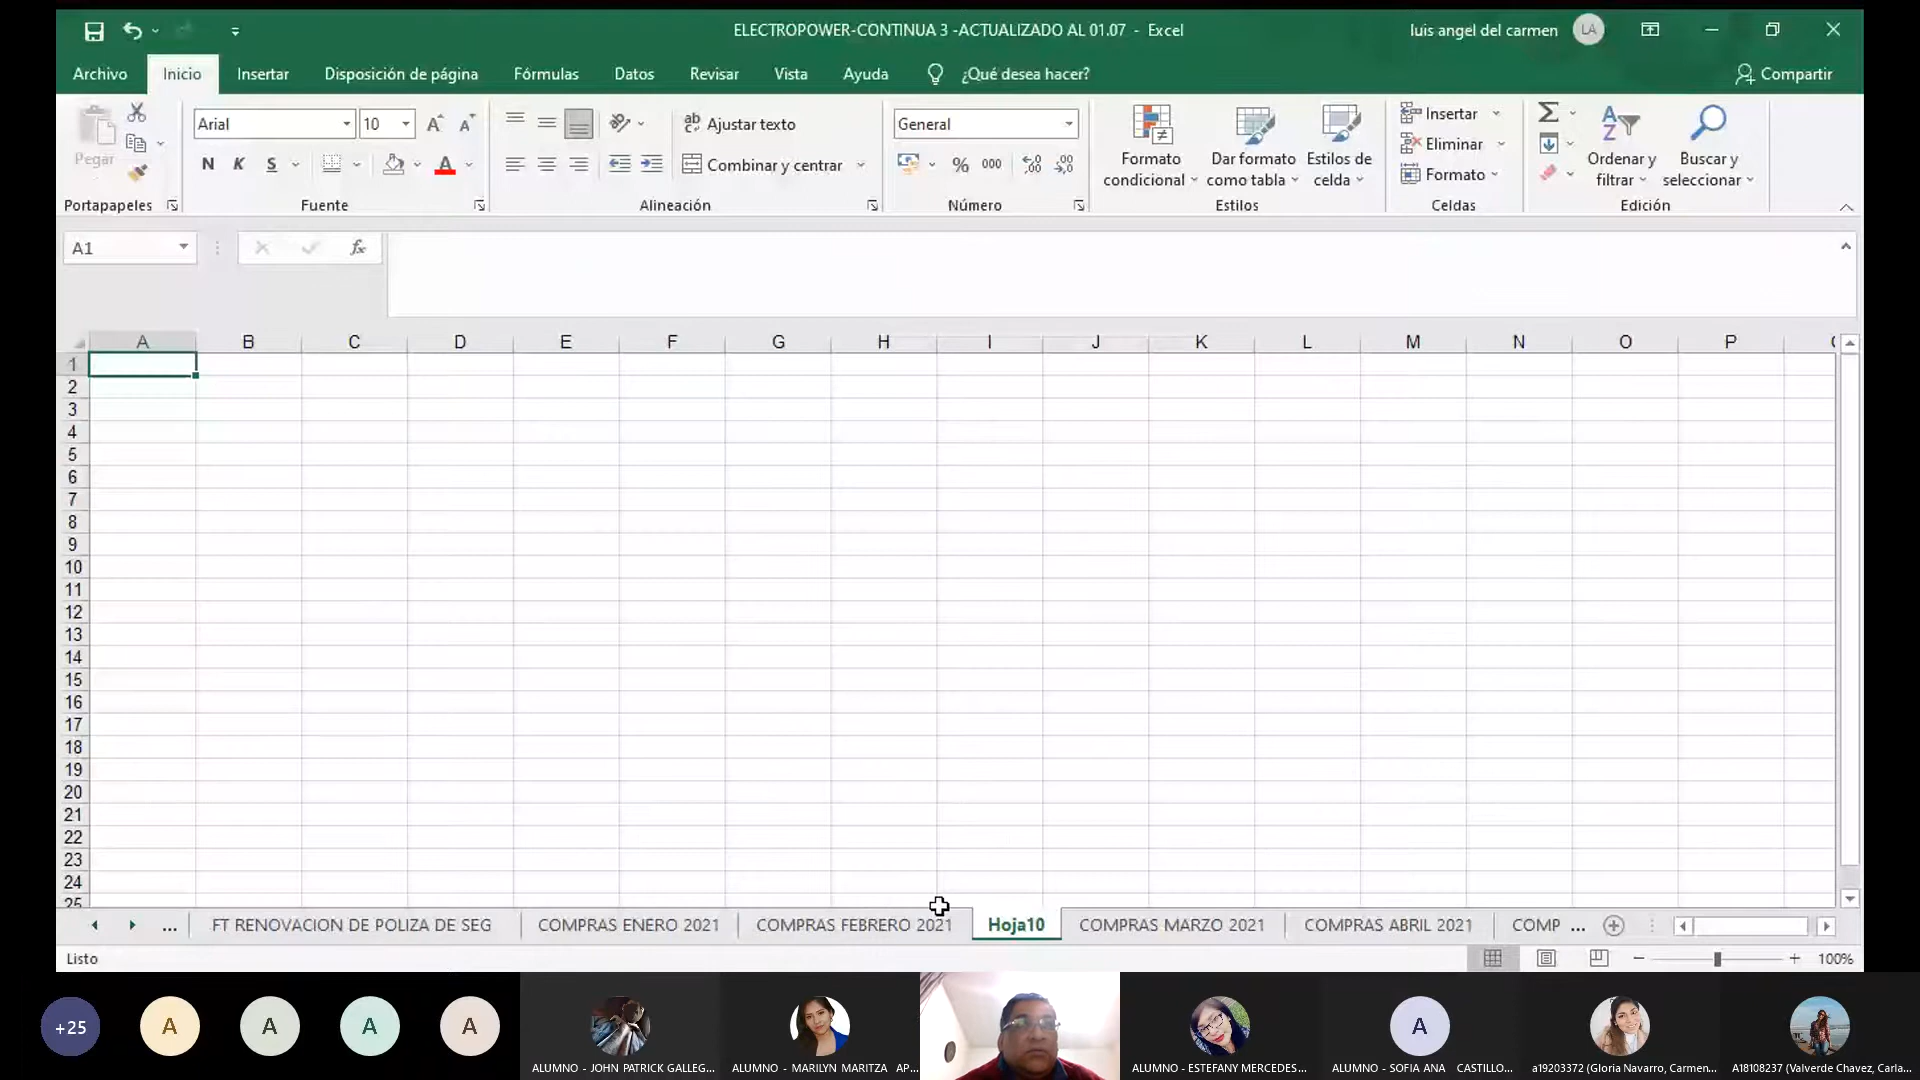 ELECTROPOWER-CONTINUA 3 -ACTUALIZADO AL 01.07 - Excel
luis angel del carmen LA
Archivo Inicio Insertar Disposición de página Fórmulas Datos Revisar Vista Ayuda ¿Qué desea hacer? Compartir
Pegar
Arial 10
N K S
Ajustar texto
Combinar y centrar
General
% 000
Formato condicional
Dar formato como tabla
Estilos de celda
Insertar
Eliminar
Formato
Ordenar y filtrar
Buscar y seleccionar
Portapapeles Fuente Alineación Número Estilos Celdas Edición
A1 fx
A B C D E F G H I J K L M N O P
1
2
3
4
5
6
7
8
9
10
11
12
13
14
15
16
17
18
19
20
21
22
23
24
25
... FT RENOVACION DE POLIZA DE SEG COMPRAS ENERO 2021 COMPRAS FEBRERO 2021 Hoja10 COMPRAS MARZO 2021 COMPRAS ABRIL 2021 COMP ...
Listo 100%
+25 A A A A A
ALUMNO - JOHN PATRICK GALLEG... ALUMNO - MARILYN MARITZA AP... ALUMNO - ESTEFANY MERCEDES... ALUMNO - SOFIA ANA CASTILLO... a19203372 (Gloria Navarro, Carmen... A18108237 (Valverde Chavez, Carla...